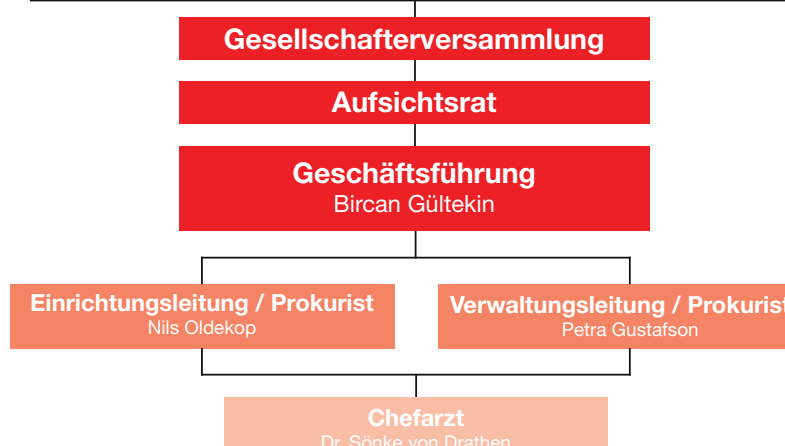 Gesellschafterversammlung
Aufsichtsrat
Geschäftsführung
Bircan Gültekin
Einrichtungsleitung / Prokurist
Nils Oldekop
Verwaltungsleitung / Prokurist
Petra Gustafson
Chefarzt
Dr. Sönke von Drathen